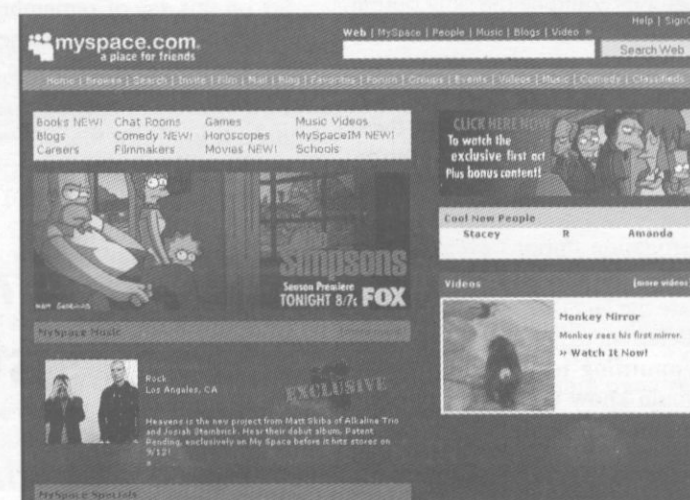 Help | Sign
myspace.com.
a place for friends
Web | MySpace | People | Music | Blogs | Video »
Search Web
Home | Browse | Search | Invite | Film | Mail | Blog | Favorites | Forum | Groups | Events | Videos | Music | Comedy | Classifieds
Books NEW! Chat Rooms Games Music Videos
Blogs Comedy NEW! Horoscopes MySpaceIM NEW!
Careers Filmmakers Movies NEW! Schools
CLICK HERE NOW
To watch the
exclusive first act
Plus bonus content!
Simpsons
Season Premiere
TONIGHT 8/7c FOX
Matt Groening
Cool New People
Stacey R Amanda
Videos [more videos
Monkey Mirror
Monkey sees his first mirror.
» Watch It Now!
MySpace Music
Rock
Los Angeles, CA
EXCLUSIVE
Heavens is the new project from Matt Skiba of Alkaline Trio
and Josiah Steinbrick. Hear their debut album, Patent
Pending, exclusively on My Space before it hits stores on
9/12!
»
MySpace Specials